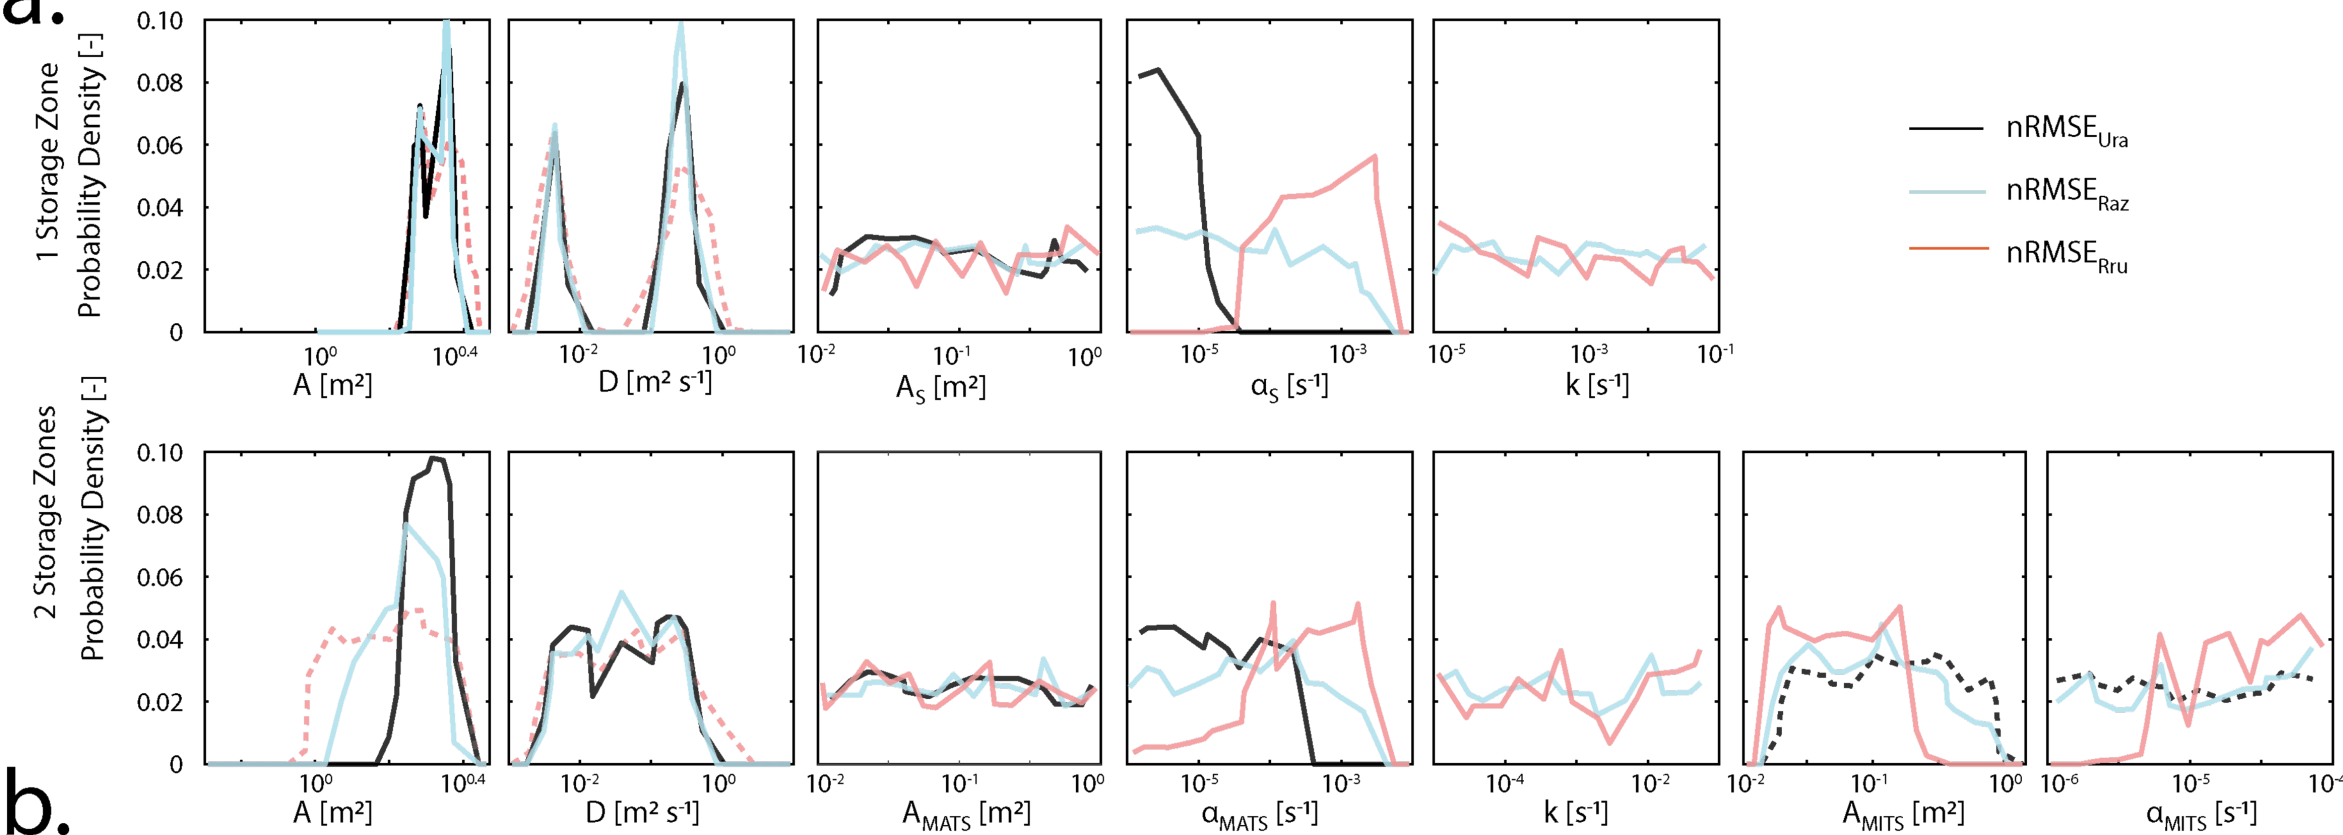 a.
1 Storage Zone
Probability Density [-]
0.10
0.08
0.06
0.04
0.02
0
10⁰ 10⁰·⁴
A [m²]
10⁻² 10⁰
D [m² s⁻¹]
10⁻² 10⁻¹ 10⁰
A_S [m²]
10⁻⁵ 10⁻³
α_S [s⁻¹]
10⁻⁵ 10⁻³ 10⁻¹
k [s⁻¹]
nRMSE_Ura
nRMSE_Raz
nRMSE_Rru
b.
2 Storage Zones
Probability Density [-]
0.10
0.08
0.06
0.04
0.02
0
10⁰ 10⁰·⁴
A [m²]
10⁻² 10⁰
D [m² s⁻¹]
10⁻² 10⁻¹ 10⁰
A_MATS [m²]
10⁻⁵ 10⁻³
α_MATS [s⁻¹]
10⁻⁴ 10⁻²
k [s⁻¹]
10⁻² 10⁻¹ 10⁰
A_MITS [m²]
10⁻⁶ 10⁻⁵ 10⁻⁴
α_MITS [s⁻¹]